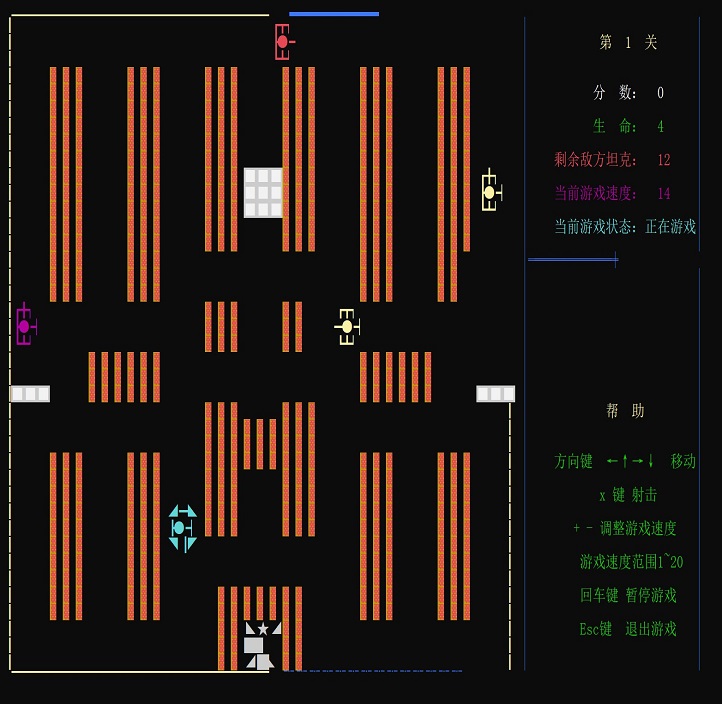 第 1 关
分 数： 0
生 命： 4
剩余敌方坦克： 12
当前游戏速度： 14
当前游戏状态：正在游戏
帮 助
方向键 ←↑→↓ 移动
x 键 射击
+ - 调整游戏速度
游戏速度范围1~20
回车键 暂停游戏
Esc键 退出游戏